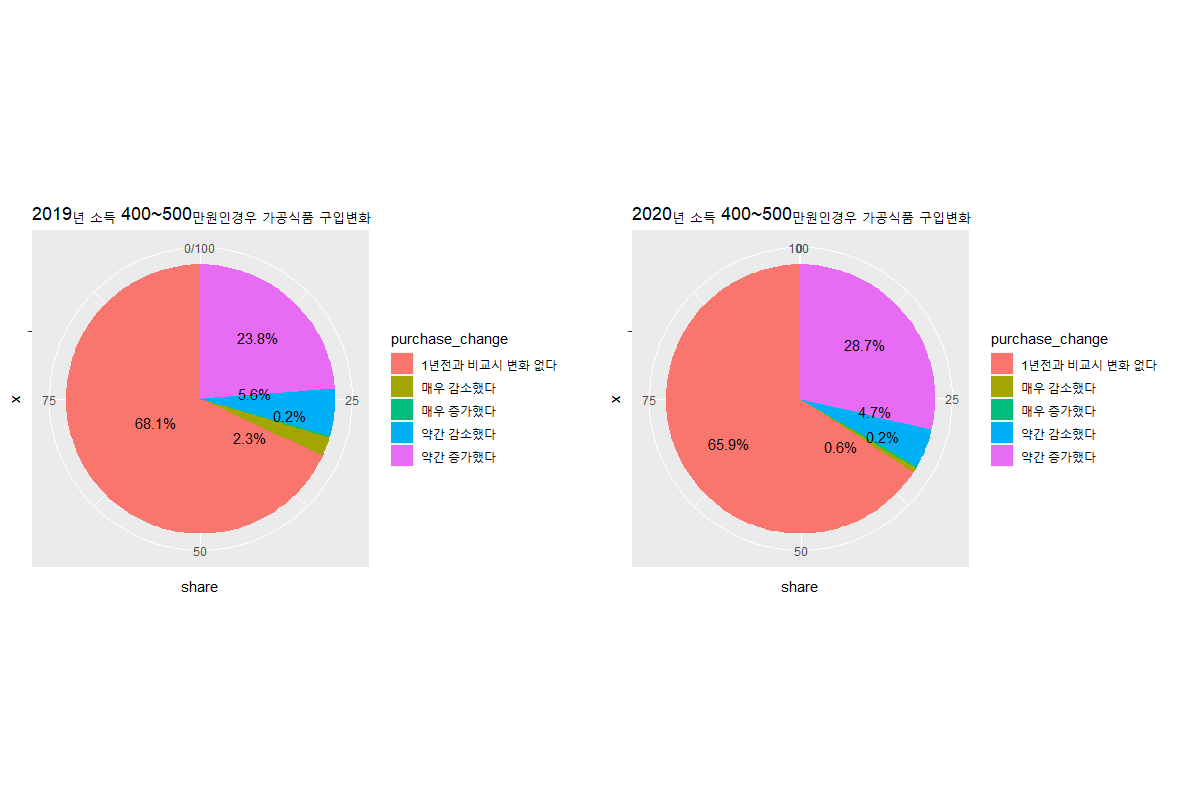 2019년 소득 400~500만원인경우 가공식품 구입변화
0/100
23.8%
5.6%
0.2%
2.3%
68.1%
75
25
50
x
share
purchase_change
1년전과 비교시 변화 없다
매우 감소했다
매우 증가했다
약간 감소했다
약간 증가했다
2020년 소득 400~500만원인경우 가공식품 구입변화
100
0
28.7%
4.7%
0.2%
0.6%
65.9%
75
25
50
x
share
purchase_change
1년전과 비교시 변화 없다
매우 감소했다
매우 증가했다
약간 감소했다
약간 증가했다